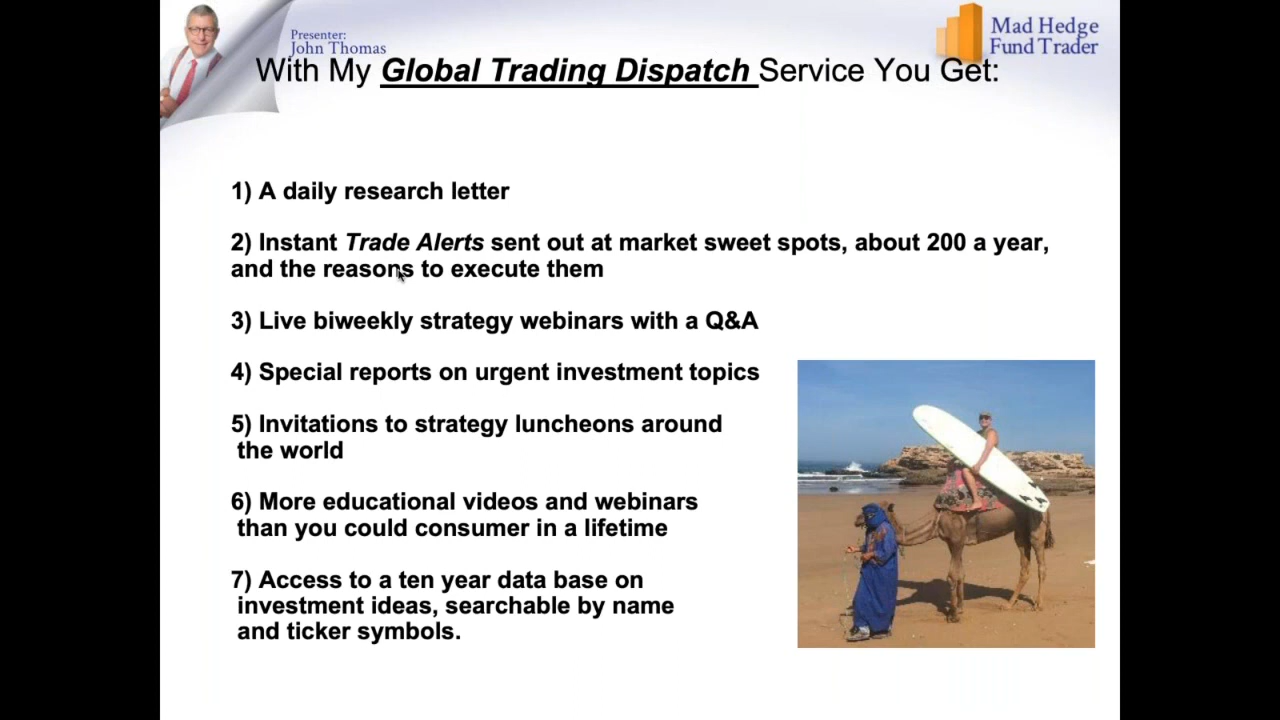 Presenter:
John Thomas
Mad Hedge
Fund Trader
With My Global Trading Dispatch Service You Get:
1) A daily research letter
2) Instant Trade Alerts sent out at market sweet spots, about 200 a year,
and the reasons to execute them
3) Live biweekly strategy webinars with a Q&A
4) Special reports on urgent investment topics
5) Invitations to strategy luncheons around
the world
6) More educational videos and webinars
than you could consumer in a lifetime
7) Access to a ten year data base on
investment ideas, searchable by name
and ticker symbols.